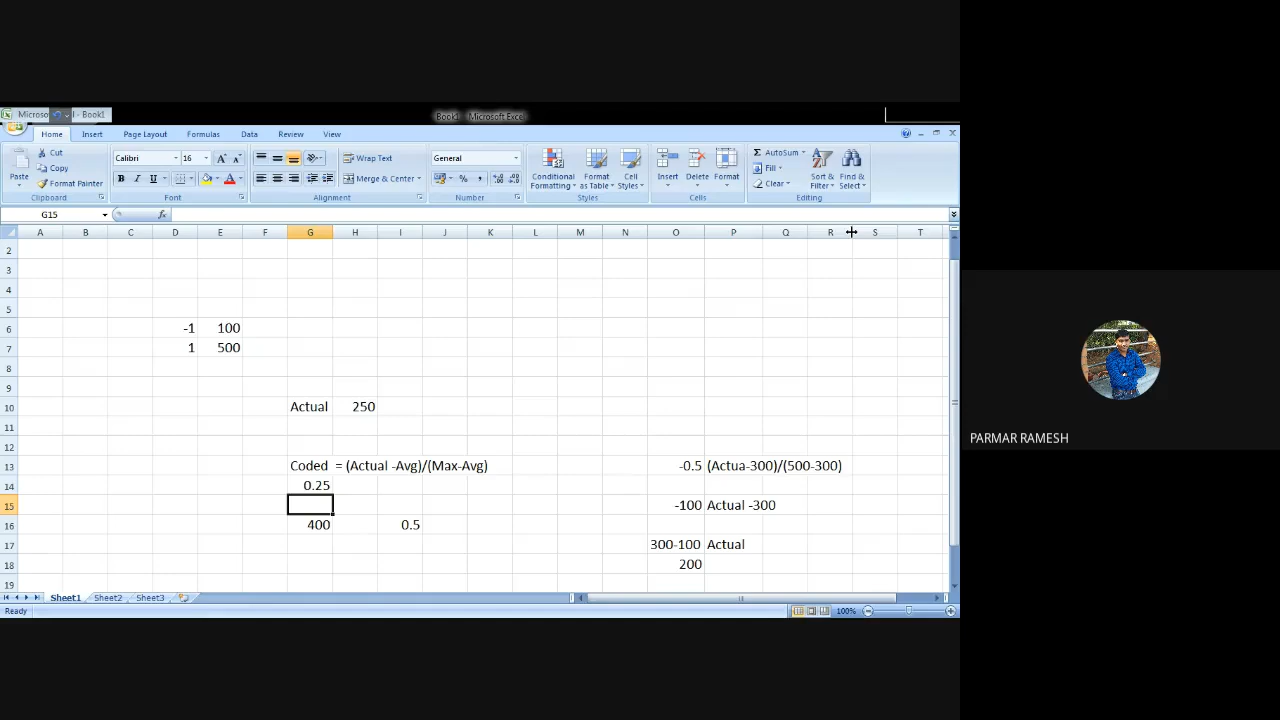 Microso
l - Book1
Book1 - Microsoft Excel
Home Insert Page Layout Formulas Data Review View
Paste
Cut
Copy
Format Painter
Clipboard
Calibri 16
B I U
Font
Wrap Text
Merge & Center
Alignment
General
% ,
Number
Conditional Formatting
Format as Table
Cell Styles
Styles
Insert Delete Format
Cells
AutoSum
Fill
Clear
Sort & Filter
Find & Select
Editing
G15 fx
A B C D E F G H I J K L M N O P Q R S T
2
3
4
5
6 -1 100
7 1 500
8
9
10 Actual 250
11
12
13 Coded = (Actual -Avg)/(Max-Avg) -0.5 (Actua-300)/(500-300)
14 0.25
15 -100 Actual -300
16 400 0.5
17 300-100 Actual
18 200
19
Sheet1 Sheet2 Sheet3
Ready 100%
PARMAR RAMESH